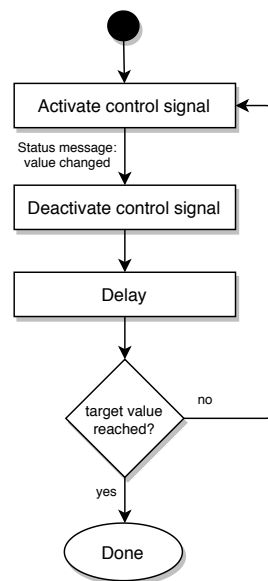 Activate control signal
Status message:
value changed
Deactivate control signal
Delay
target value
reached?
no
yes
Done